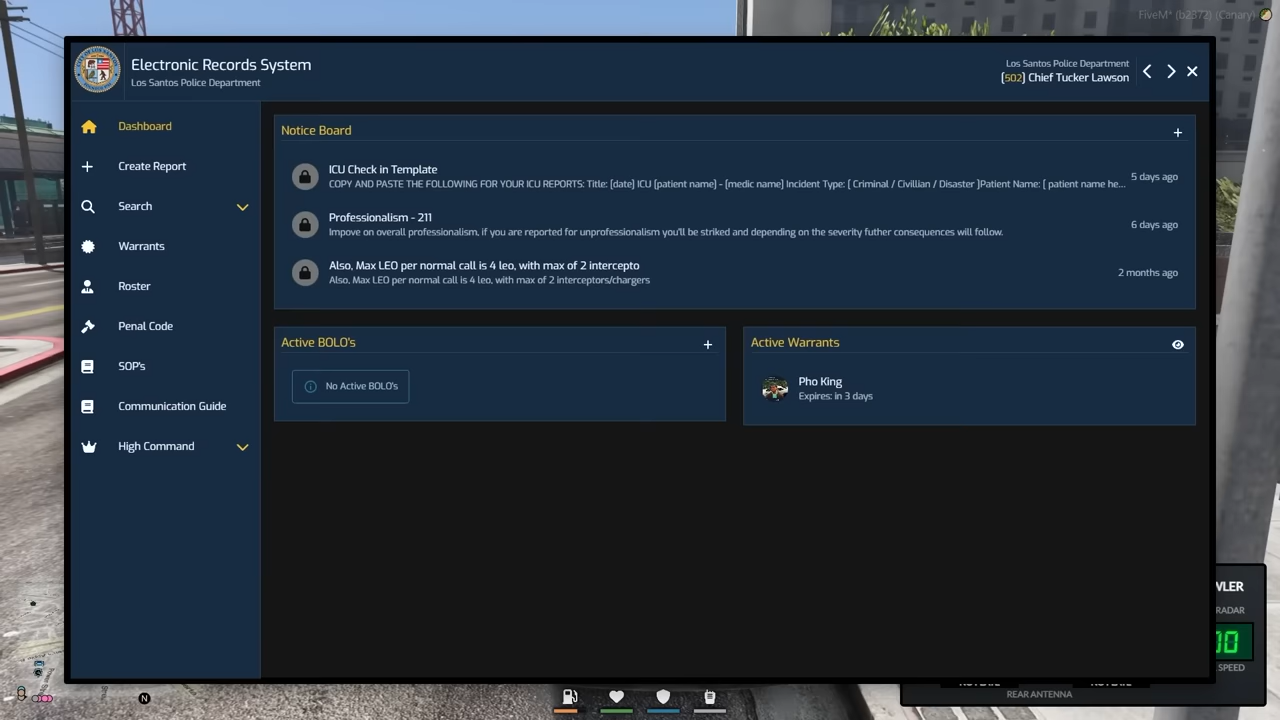 FiveM* (b2372) (Canary)
Electronic Records System
Los Santos Police Department
Los Santos Police Department
[502] Chief Tucker Lawson
Dashboard
Create Report
Search
Warrants
Roster
Penal Code
SOP's
Communication Guide
High Command
Notice Board
ICU Check in Template
COPY AND PASTE THE FOLLOWING FOR YOUR ICU REPORTS: Title: [date] ICU [patient name] - [medic name] Incident Type: [ Criminal / Civillian / Disaster ]Patient Name: [ patient name he...
5 days ago
Professionalism - 211
Impove on overall professionalism, if you are reported for unprofessionalism you'll be striked and depending on the severity futher consequences will follow.
6 days ago
Also, Max LEO per normal call is 4 leo, with max of 2 intercepto
Also, Max LEO per normal call is 4 leo, with max of 2 interceptors/chargers
2 months ago
Active BOLO's
No Active BOLO's
Active Warrants
Pho King
Expires: in 3 days
WLER
RADAR
00
SPEED
REAR ANTENNA
N